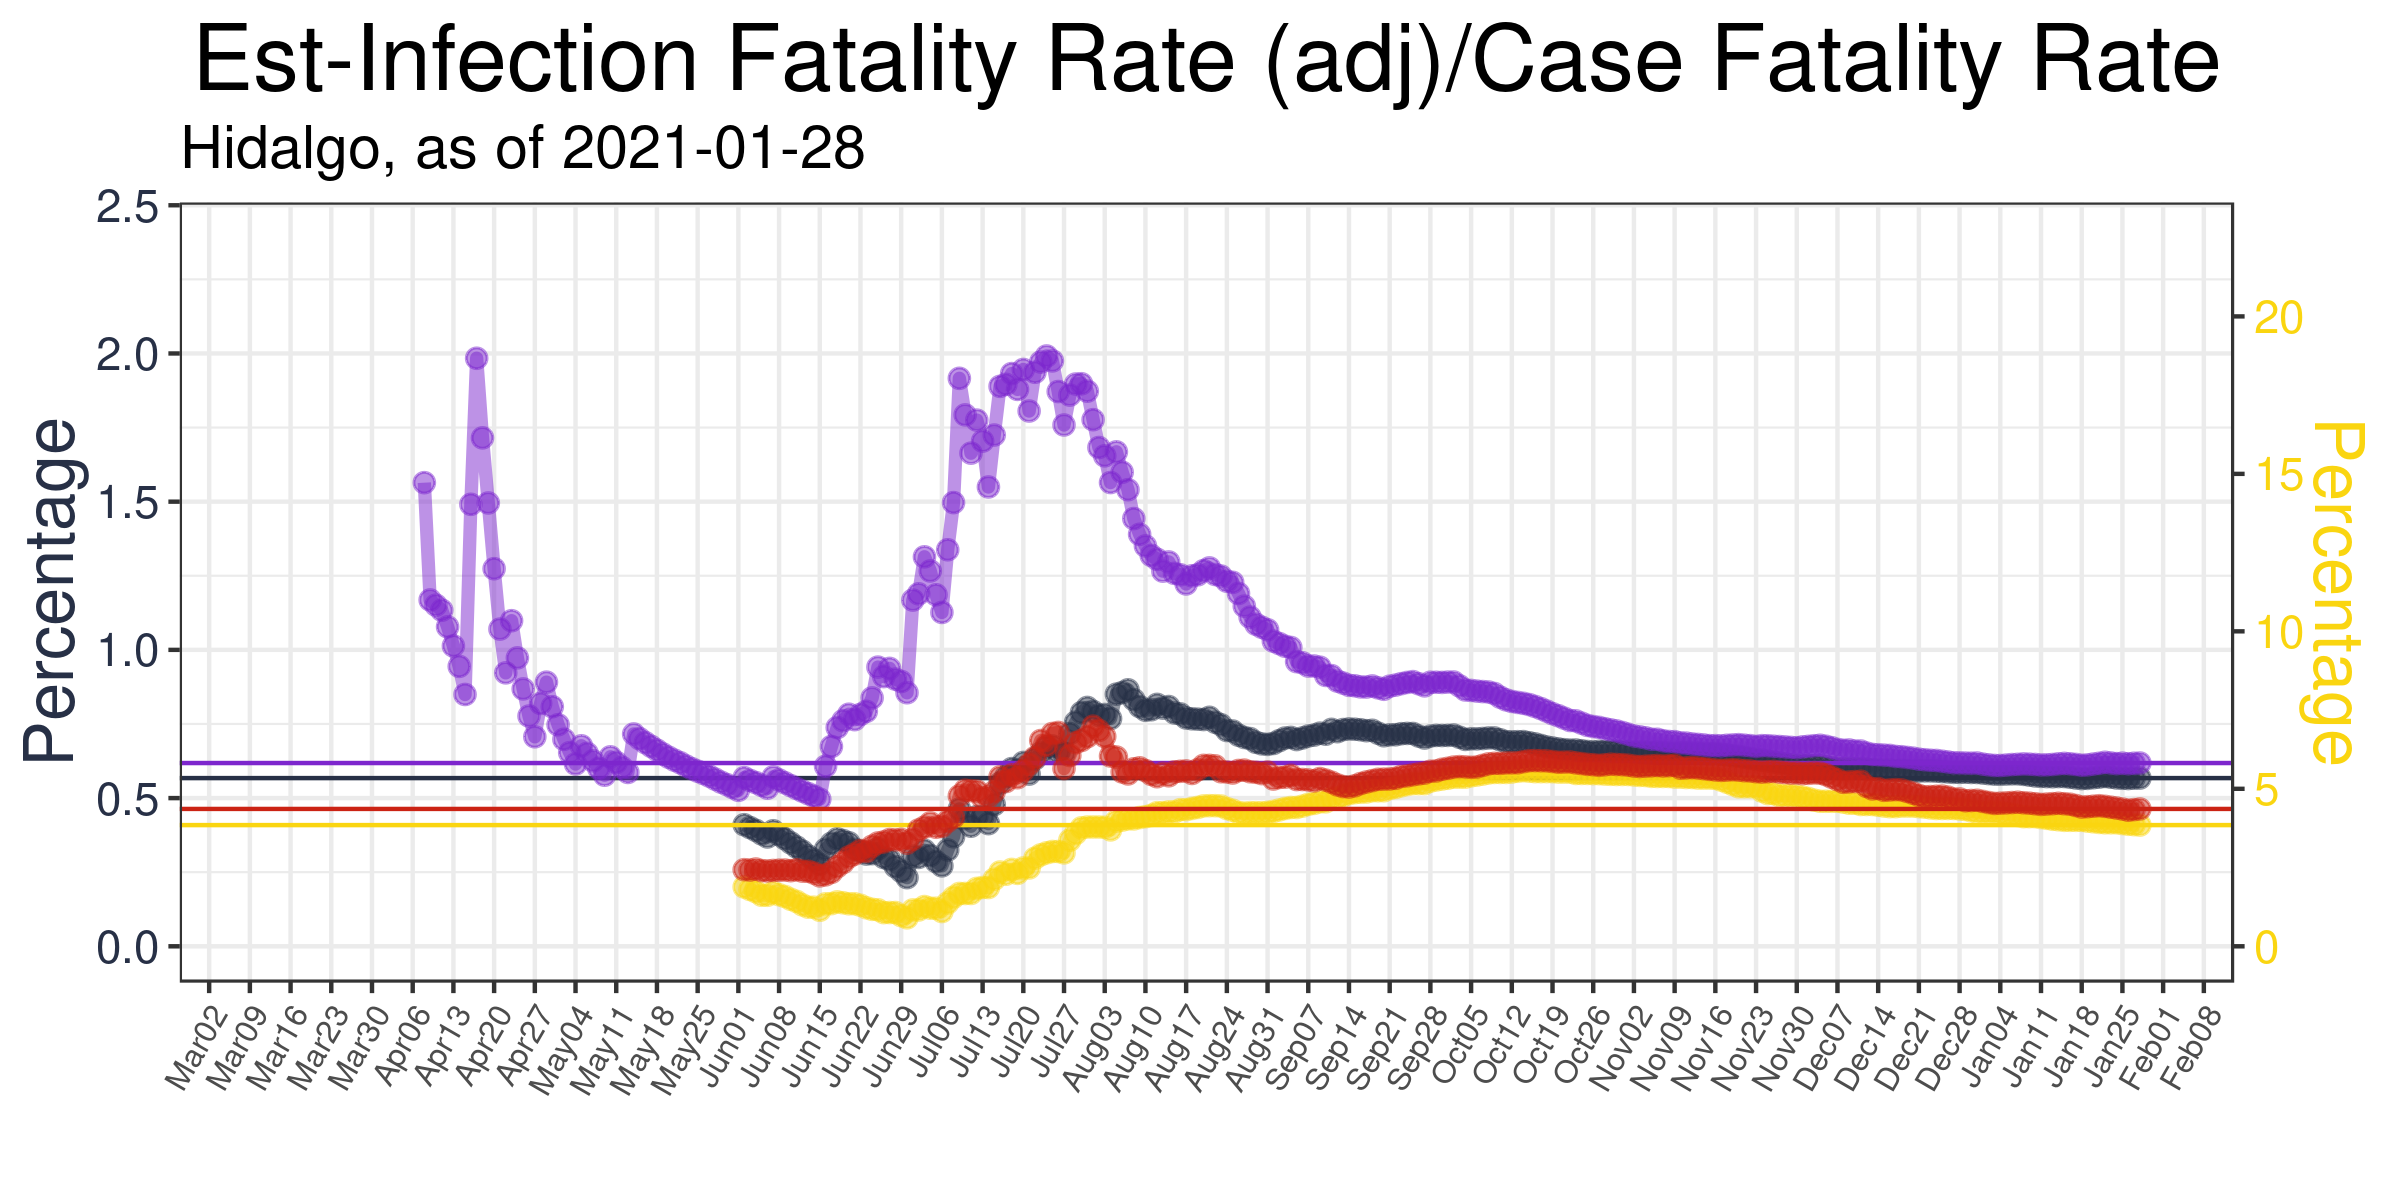 Est-Infection Fatality Rate (adj)/Case Fatality Rate
Hidalgo, as of 2021-01-28
Percentage
2.5
2.0
1.5
1.0
0.5
0.0
20
15
10
5
0
Percentage
Mar02
Mar09
Mar16
Mar23
Mar30
Apr06
Apr13
Apr20
Apr27
May04
May11
May18
May25
Jun01
Jun08
Jun15
Jun22
Jun29
Jul06
Jul13
Jul20
Jul27
Aug03
Aug10
Aug17
Aug24
Aug31
Sep07
Sep14
Sep21
Sep28
Oct05
Oct12
Oct19
Oct26
Nov02
Nov09
Nov16
Nov23
Nov30
Dec07
Dec14
Dec21
Dec28
Jan04
Jan11
Jan18
Jan25
Feb01
Feb08